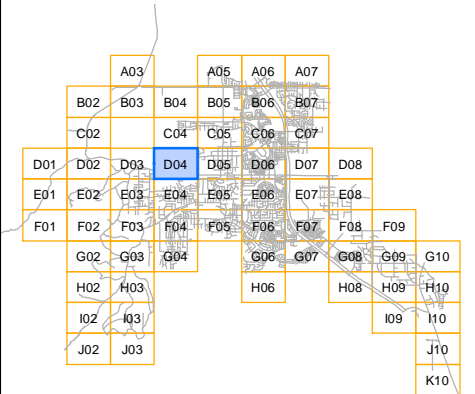 A03 A05 A06 A07
B02 B03 B04 B05 B06 B07
C02 C04 C05 C06 C07
D01 D02 D03 D04 D05 D06 D07 D08
E01 E02 E03 E04 E05 E06 E07 E08
F01 F02 F03 F04 F05 F06 F07 F08 F09
G02 G03 G04 G06 G07 G08 G09 G10
H02 H03 H06 H08 H09 H10
I02 I03 I09 I10
J02 J03 J10
K10